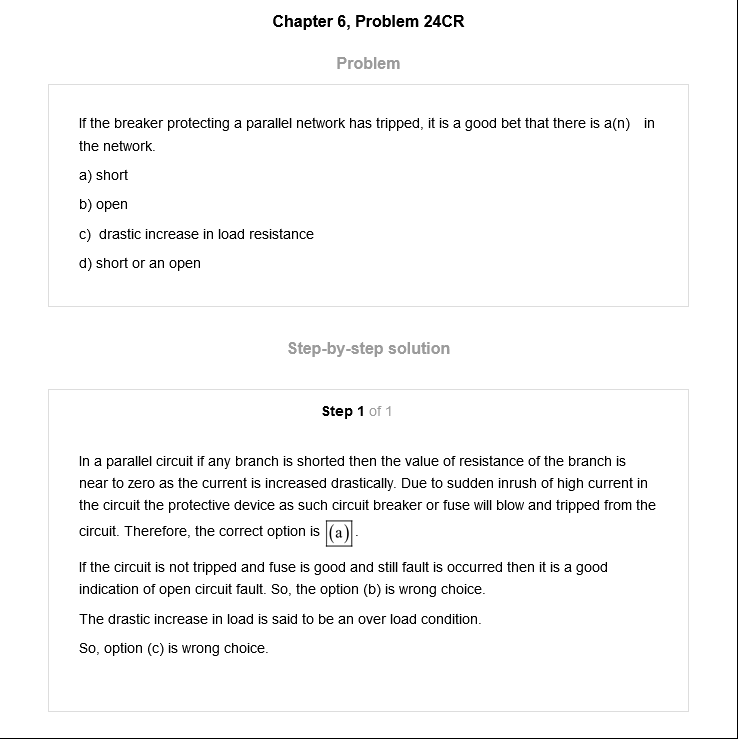 Chapter 6, Problem 24CR
Problem
If the breaker protecting a parallel network has tripped, it is a good bet that there is a(n) in
the network.
a) short
b) open
c) drastic increase in load resistance
d) short or an open
Step-by-step solution
Step 1 of 1
In a parallel circuit if any branch is shorted then the value of resistance of the branch is
near to zero as the current is increased drastically. Due to sudden inrush of high current in
the circuit the protective device as such circuit breaker or fuse will blow and tripped from the
circuit. Therefore, the correct option is (a).
If the circuit is not tripped and fuse is good and still fault is occurred then it is a good
indication of open circuit fault. So, the option (b) is wrong choice.
The drastic increase in load is said to be an over load condition.
So, option (c) is wrong choice.